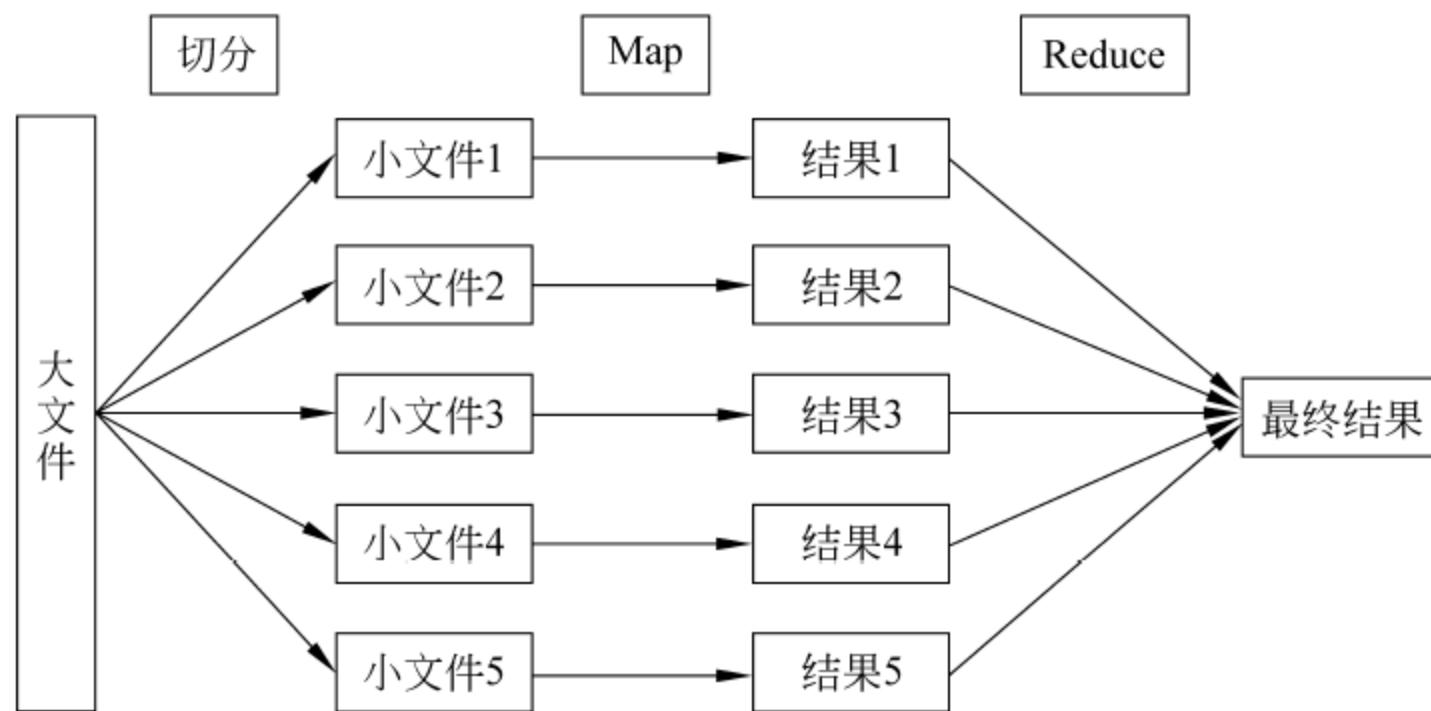 切分
Map
Reduce
大文件
小文件1
结果1
小文件2
结果2
小文件3
结果3
最终结果
小文件4
结果4
小文件5
结果5